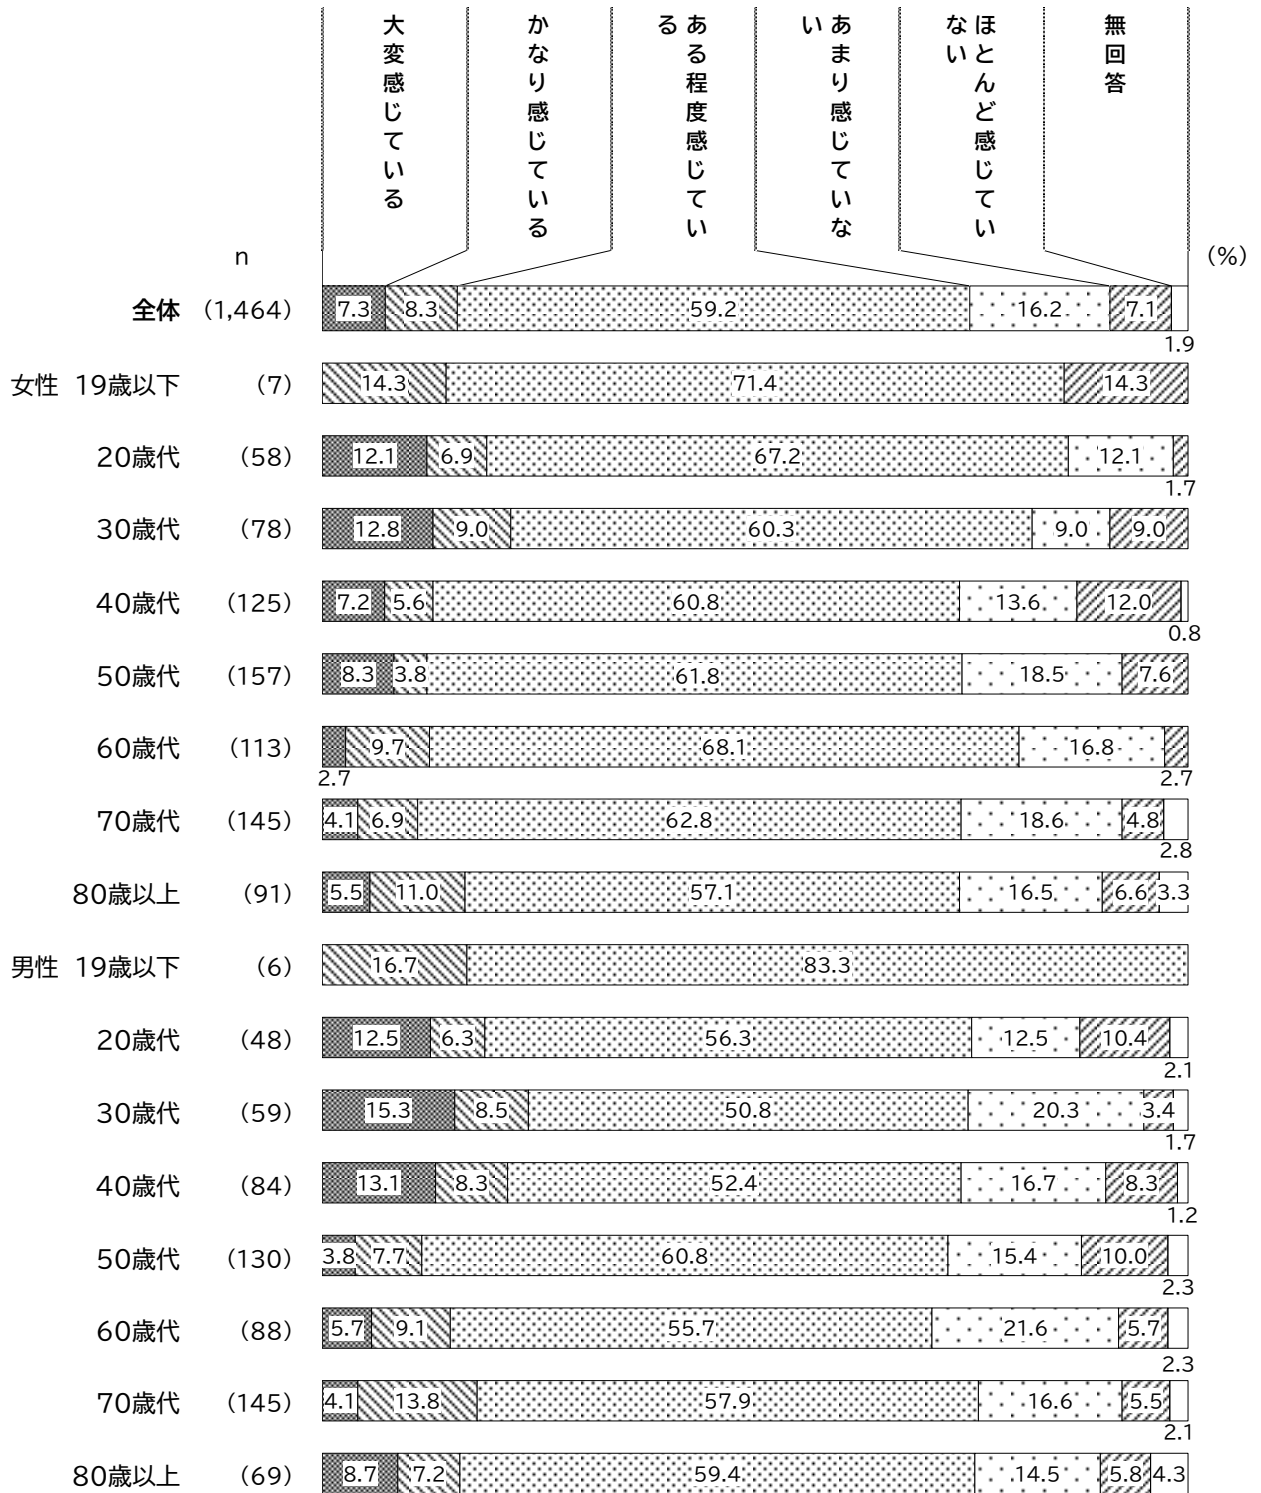 大変感じている
かなり感じている
ある程度感じてい
る
あまり感じていな
い
ほとんど感じてい
ない
無回答
n
(%)
全体 (1,464) 7.3 8.3 59.2 16.2 7.1
1.9
女性 19歳以下 (7) 14.3 71.4 14.3
20歳代 (58) 12.1 6.9 67.2 12.1
1.7
30歳代 (78) 12.8 9.0 60.3 9.0 9.0
40歳代 (125) 7.2 5.6 60.8 13.6 12.0
0.8
50歳代 (157) 8.3 3.8 61.8 18.5 7.6
60歳代 (113) 9.7 68.1 16.8
2.7 2.7
70歳代 (145) 4.1 6.9 62.8 18.6 4.8
2.8
80歳以上 (91) 5.5 11.0 57.1 16.5 6.6 3.3
男性 19歳以下 (6) 16.7 83.3
20歳代 (48) 12.5 6.3 56.3 12.5 10.4
2.1
30歳代 (59) 15.3 8.5 50.8 20.3 3.4
1.7
40歳代 (84) 13.1 8.3 52.4 16.7 8.3
1.2
50歳代 (130) 3.8 7.7 60.8 15.4 10.0
2.3
60歳代 (88) 5.7 9.1 55.7 21.6 5.7
2.3
70歳代 (145) 4.1 13.8 57.9 16.6 5.5
2.1
80歳以上 (69) 8.7 7.2 59.4 14.5 5.8 4.3